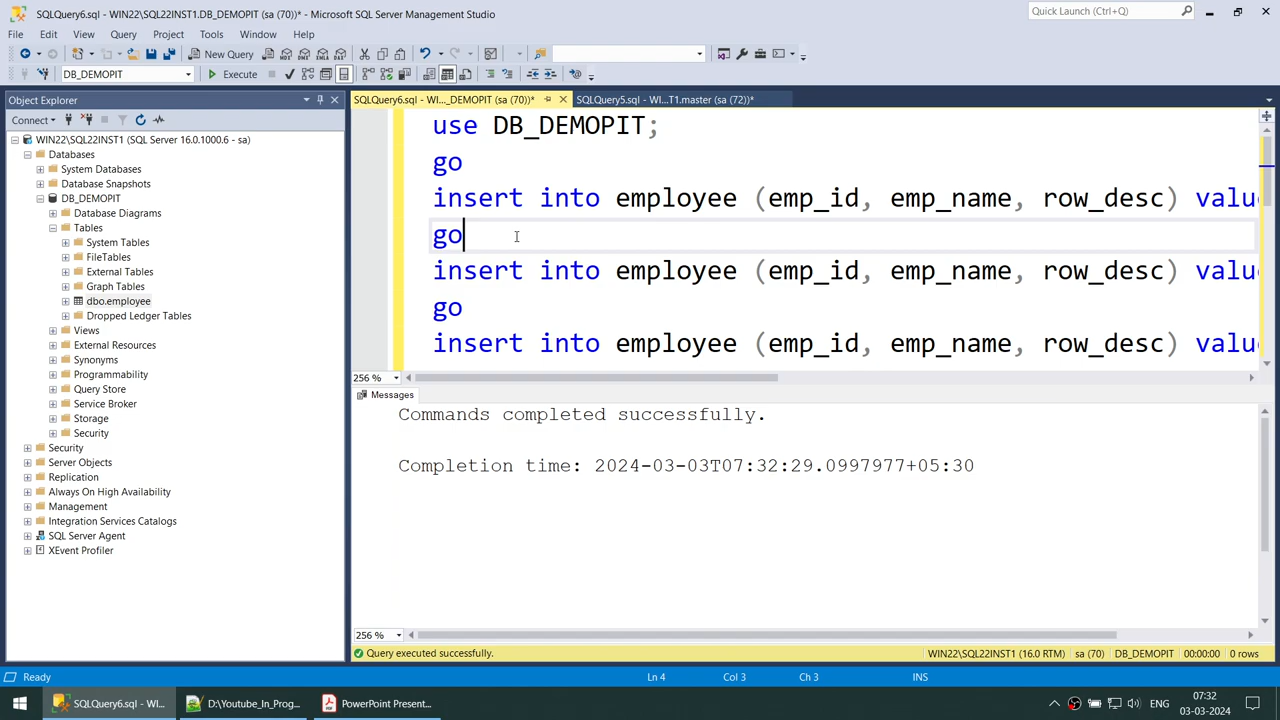 SQLQuery6.sql - WIN22\SQL22INST1.DB_DEMOPIT (sa (70))* - Microsoft SQL Server Management Studio
Quick Launch (Ctrl+Q)
File Edit View Query Project Tools Window Help
New Query
DB_DEMOPIT
Execute
Object Explorer
SQLQuery6.sql - WI..._DEMOPIT (sa (70))*
SQLQuery5.sql - WI...T1.master (sa (72))*
Connect
WIN22\SQL22INST1 (SQL Server 16.0.1000.6 - sa)
Databases
System Databases
Database Snapshots
DB_DEMOPIT
Database Diagrams
Tables
System Tables
FileTables
External Tables
Graph Tables
dbo.employee
Dropped Ledger Tables
Views
External Resources
Synonyms
Programmability
Query Store
Service Broker
Storage
Security
Security
Server Objects
Replication
Always On High Availability
Management
Integration Services Catalogs
SQL Server Agent
XEvent Profiler
use DB_DEMOPIT;
go
insert into employee (emp_id, emp_name, row_desc) valu
go
insert into employee (emp_id, emp_name, row_desc) valu
go
insert into employee (emp_id, emp_name, row_desc) valu
256 %
Messages
Commands completed successfully.
Completion time: 2024-03-03T07:32:29.0997977+05:30
256 %
Query executed successfully.
WIN22\SQL22INST1 (16.0 RTM) sa (70) DB_DEMOPIT 00:00:00 0 rows
Ready
Ln 4 Col 3 Ch 3 INS
SQLQuery6.sql - WI...
D:\Youtube_In_Prog...
PowerPoint Present...
ENG
07:32
03-03-2024